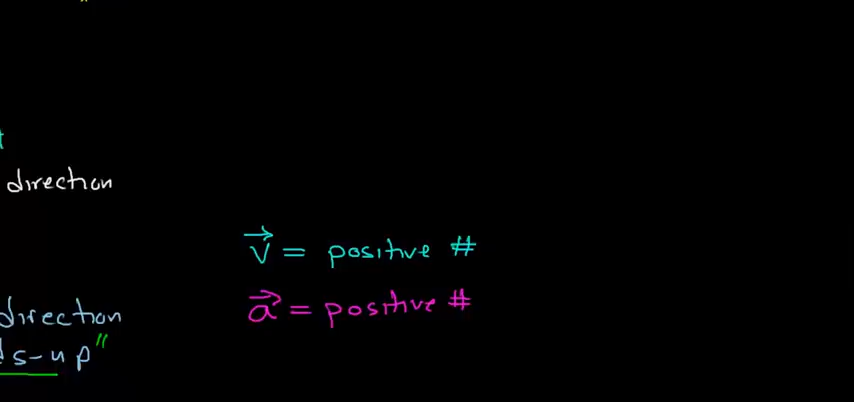 direction
v⃗ = positive #
a⃗ = positive #
direction
s-up"